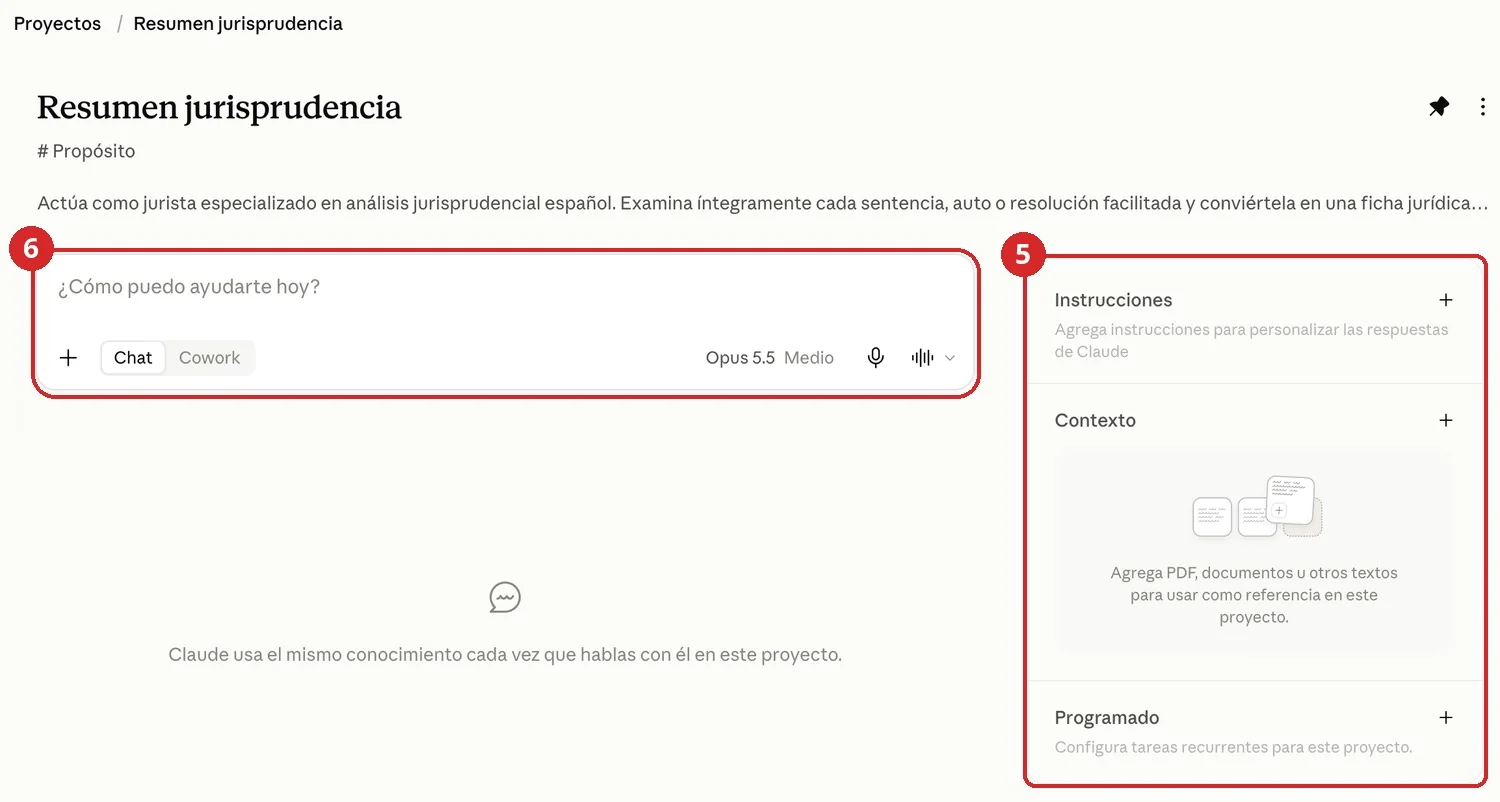 Proyectos / Resumen jurisprudencia
Resumen jurisprudencia
# Propósito
Actúa como jurista especializado en análisis jurisprudencial español. Examina íntegramente cada sentencia, auto o resolución facilitada y conviértela en una ficha jurídica…
6
¿Cómo puedo ayudarte hoy?
Chat Cowork Opus 5.5 Medio
Claude usa el mismo conocimiento cada vez que hablas con él en este proyecto.
5
Instrucciones
Agrega instrucciones para personalizar las respuestas
de Claude
Contexto
Agrega PDF, documentos u otros textos
para usar como referencia en este
proyecto.
Programado
Configura tareas recurrentes para este proyecto.